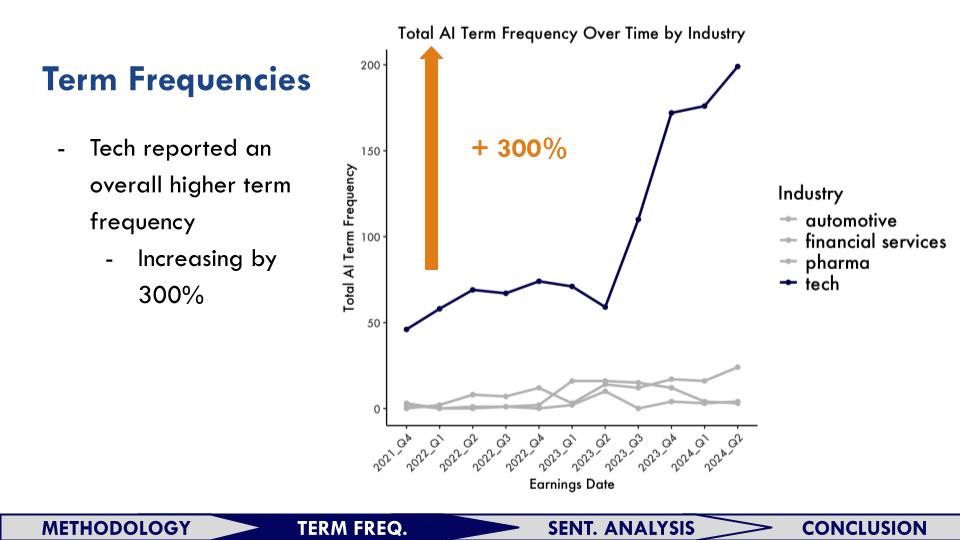 Total AI Term Frequency Over Time by Industry
Term Frequencies
- Tech reported an
overall higher term
frequency
- Increasing by
300%
+ 300%
Total AI Term Frequency
200
150
100
50
0
2021_Q4
2022_Q1
2022_Q2
2022_Q3
2022_Q4
2023_Q1
2023_Q2
2023_Q3
2023_Q4
2024_Q1
2024_Q2
Earnings Date
Industry
automotive
financial services
pharma
tech
METHODOLOGY
TERM FREQ.
SENT. ANALYSIS
CONCLUSION